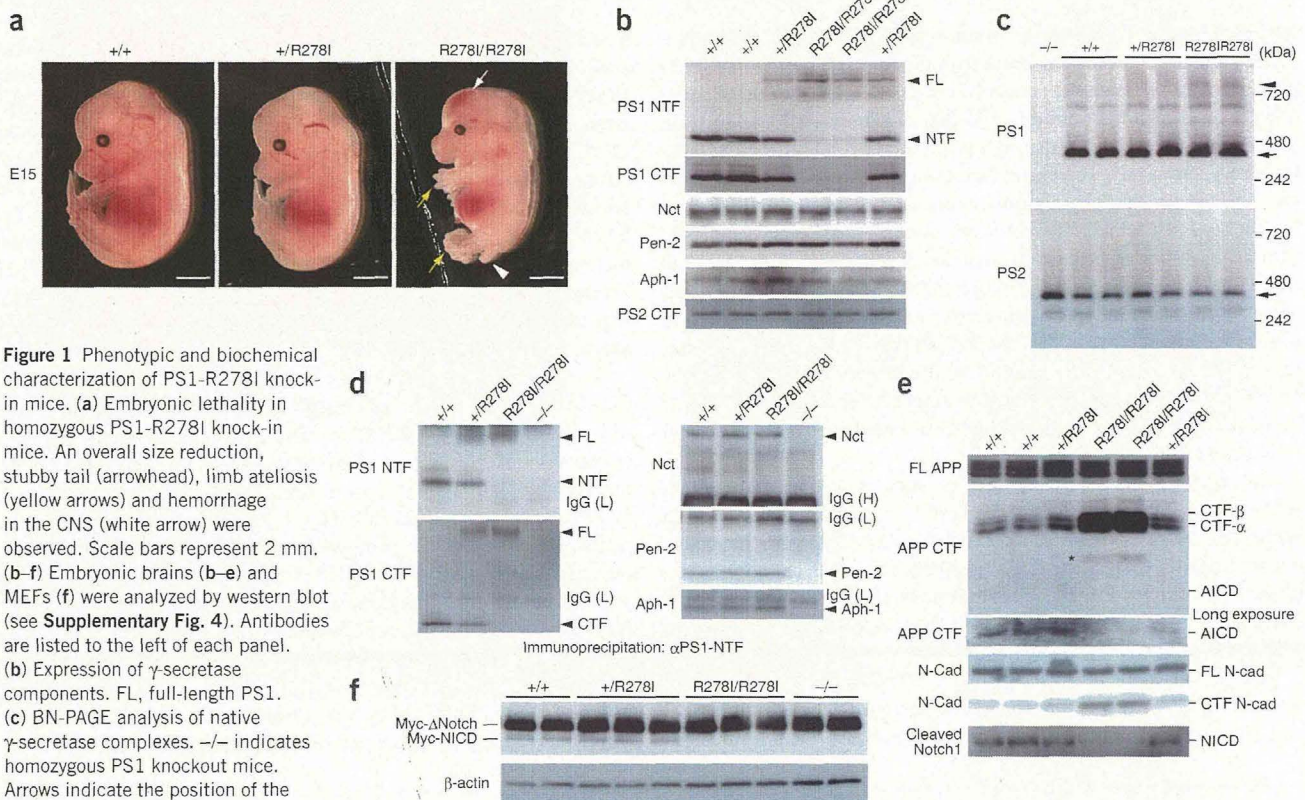 a
+/+
+/R278I
R278I/R278I
E15
b
+/+
+/+
+/R278I
R278I/R278I
R278I/R278I
+/R278I
PS1 NTF
FL
NTF
PS1 CTF
Nct
Pen-2
Aph-1
PS2 CTF
c
−/−
+/+
+/R278I
R278IR278I
(kDa)
PS1
720
480
242
PS2
720
480
242
Figure 1 Phenotypic and biochemical
characterization of PS1-R278I knock-
in mice. (a) Embryonic lethality in
homozygous PS1-R278I knock-in
mice. An overall size reduction,
stubby tail (arrowhead), limb ateliosis
(yellow arrows) and hemorrhage
in the CNS (white arrow) were
observed. Scale bars represent 2 mm.
(b–f) Embryonic brains (b–e) and
MEFs (f) were analyzed by western blot
(see Supplementary Fig. 4). Antibodies
are listed to the left of each panel.
(b) Expression of γ-secretase
components. FL, full-length PS1.
(c) BN-PAGE analysis of native
γ-secretase complexes. −/− indicates
homozygous PS1 knockout mice.
Arrows indicate the position of the
d
+/+
+/R278I
R278I/R278I
−/−
PS1 NTF
FL
NTF
IgG (L)
PS1 CTF
FL
IgG (L)
CTF
+/+
+/R278I
R278I/R278I
−/−
Nct
Nct
IgG (H)
IgG (L)
Pen-2
Pen-2
IgG (L)
Aph-1
Aph-1
Immunoprecipitation: αPS1-NTF
e
+/+
+/+
+/R278I
R278I/R278I
R278I/R278I
+/R278I
FL APP
CTF-β
CTF-α
APP CTF
*
AICD
Long exposure
APP CTF
AICD
N-Cad
FL N-cad
N-Cad
CTF N-cad
Cleaved
Notch1
NICD
f
+/+
+/R278I
R278I/R278I
−/−
Myc-ΔNotch
Myc-NICD
β-actin